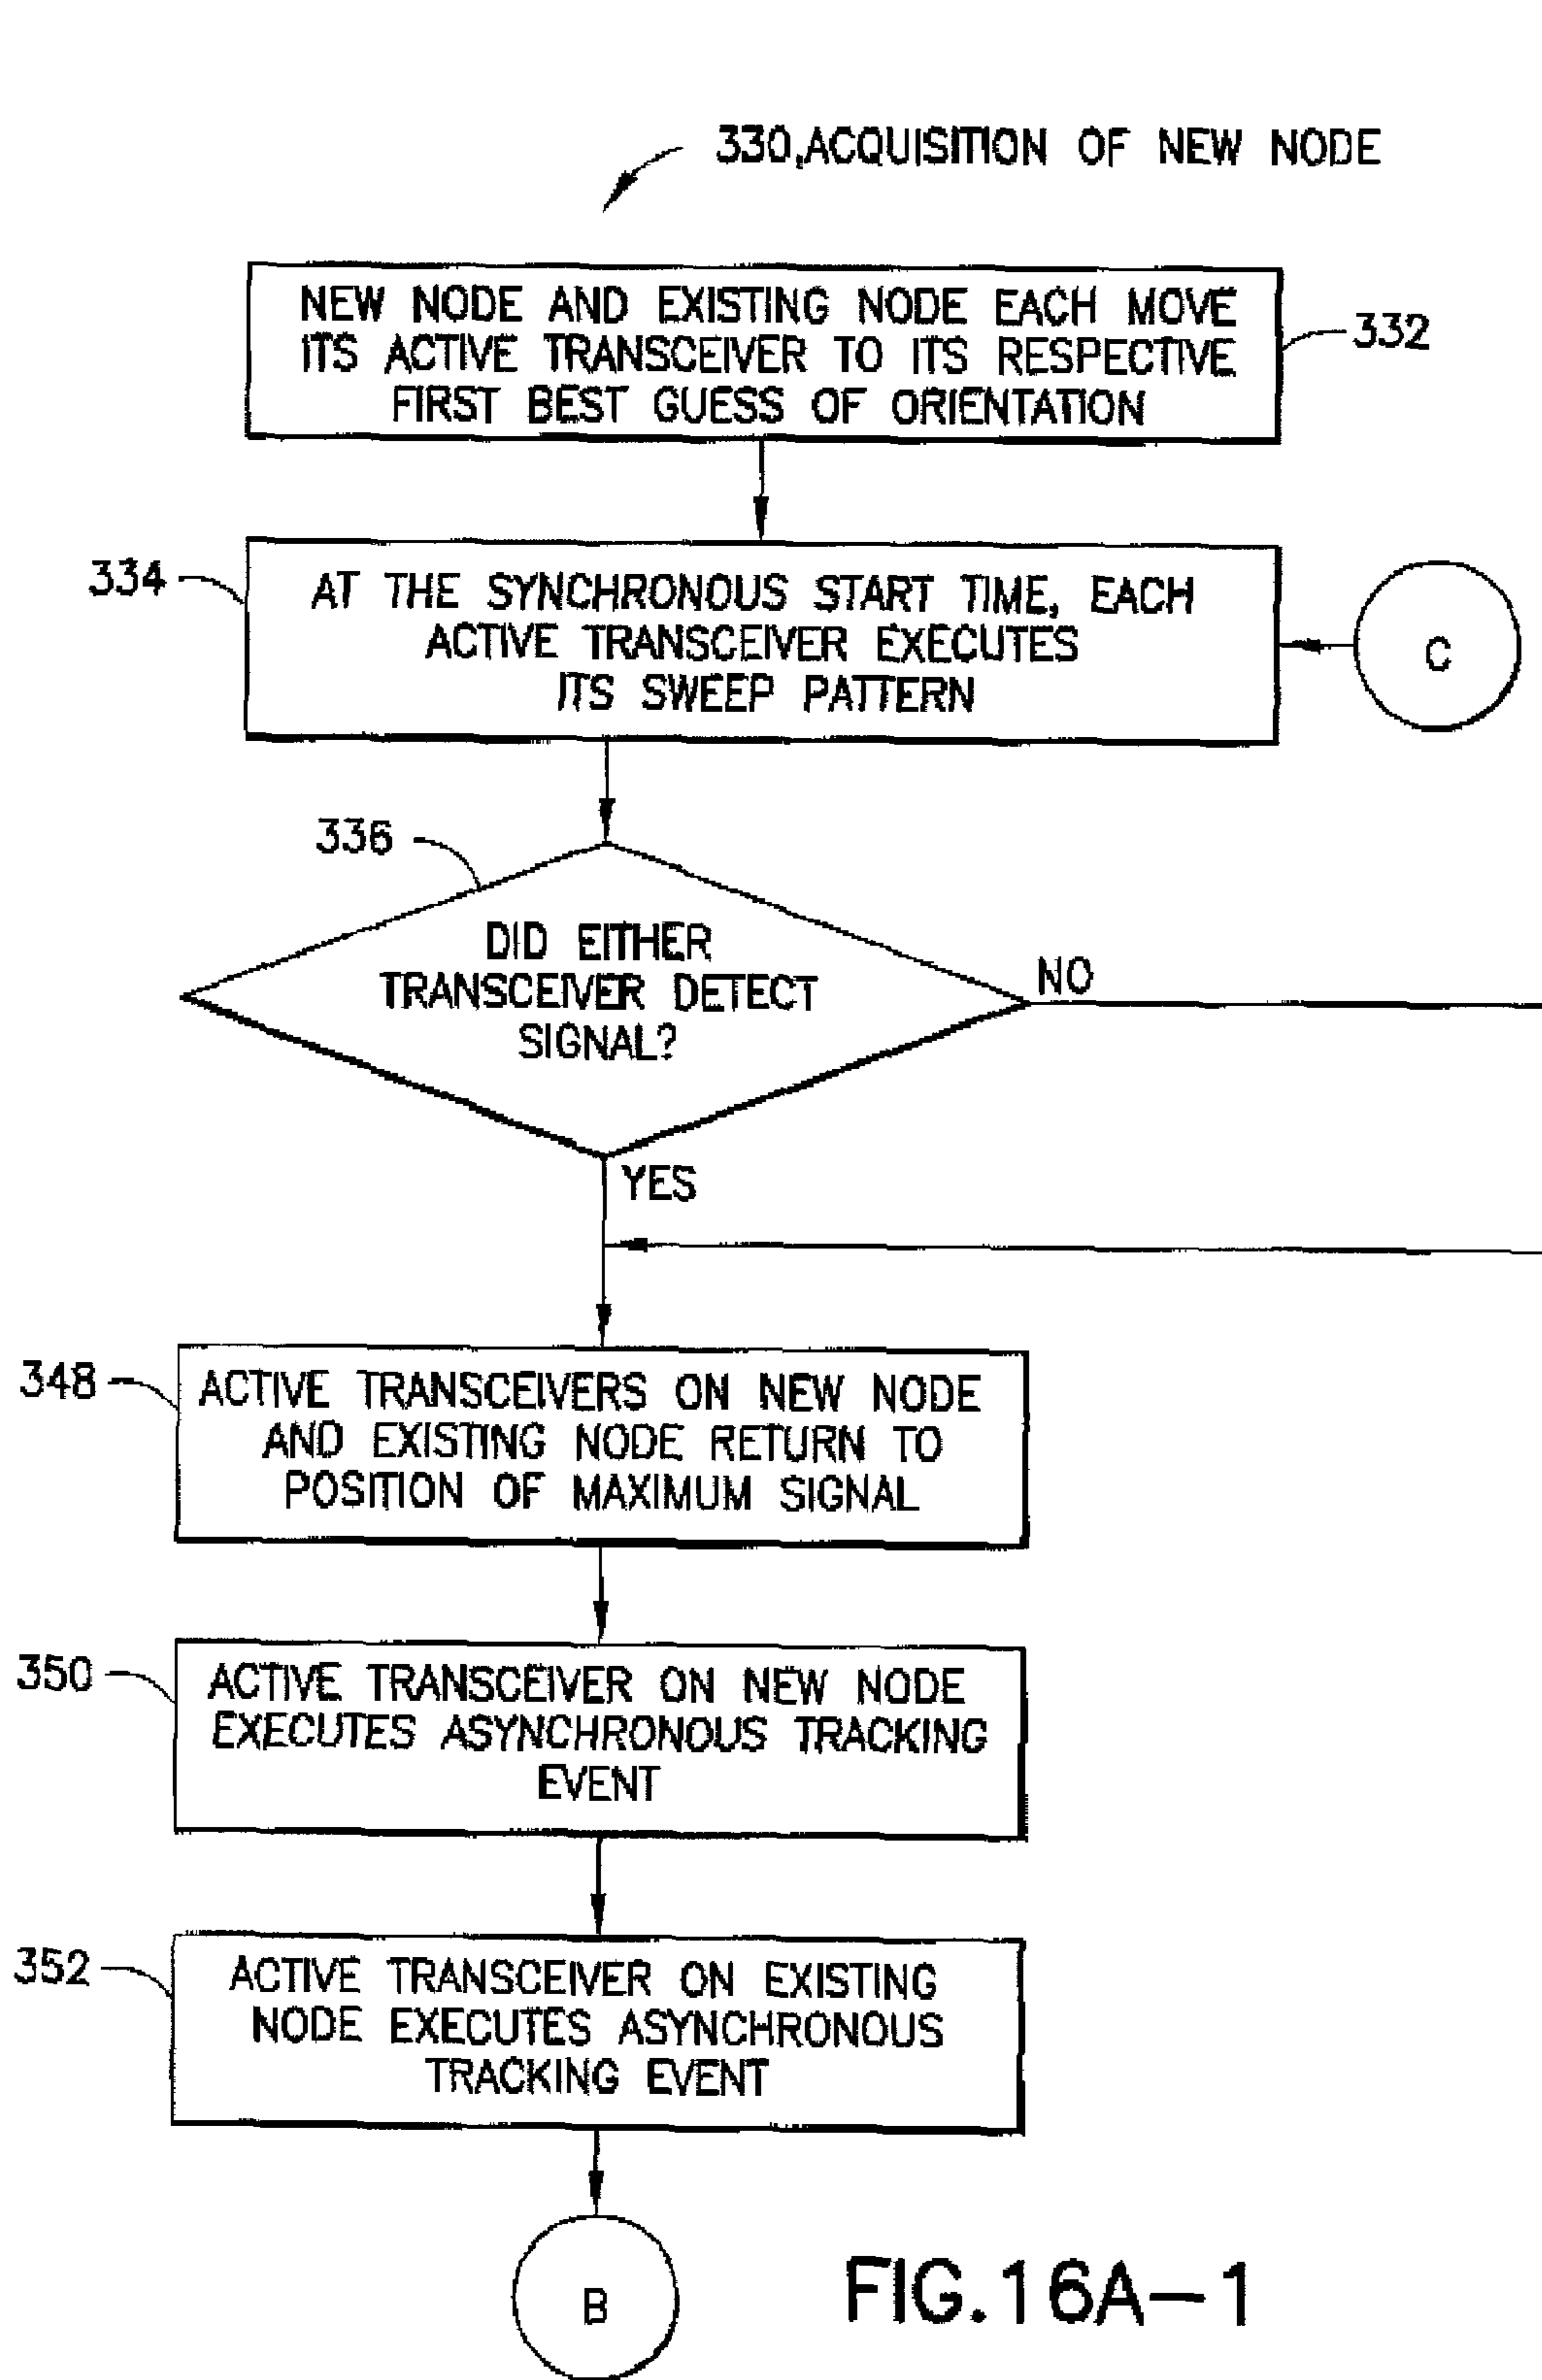 330,ACQUISITION OF NEW NODE
NEW NODE AND EXISTING NODE EACH MOVE
ITS ACTIVE TRANSCEIVER TO ITS RESPECTIVE
FIRST BEST GUESS OF ORIENTATION
332
334
AT THE SYNCHRONOUS START TIME, EACH
ACTIVE TRANSCEIVER EXECUTES
ITS SWEEP PATTERN
C
336
DID EITHER
TRANSCEIVER DETECT
SIGNAL?
NO
YES
348
ACTIVE TRANSCEIVERS ON NEW NODE
AND EXISTING NODE RETURN TO
POSITION OF MAXIMUM SIGNAL
350
ACTIVE TRANSCEIVER ON NEW NODE
EXECUTES ASYNCHRONOUS TRACKING
EVENT
352
ACTIVE TRANSCEIVER ON EXISTING
NODE EXECUTES ASYNCHRONOUS
TRACKING EVENT
B
FIG.16A-1